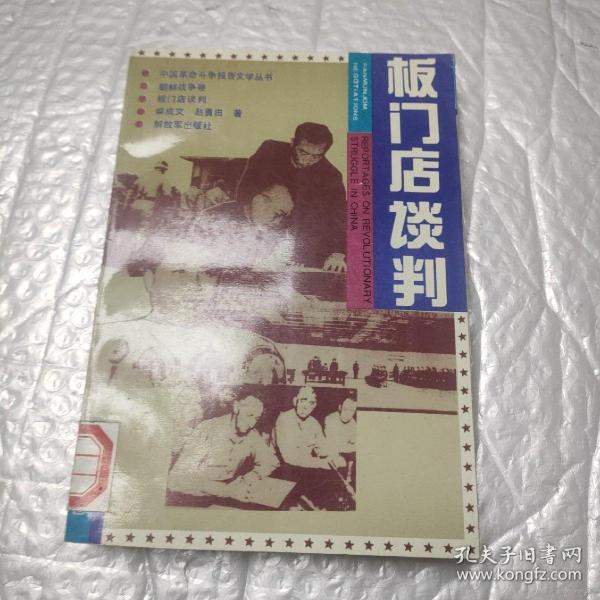 中国革命斗争报告文学丛书
朝鲜战争卷
板门店谈判
柴成文 赵勇田 著
解放军出版社
PANMUNJOM
NEGOTIATIONS
REPORTAGES ON REVOLUTIONARY
STRUGGLE IN CHINA
板门店谈判
孔夫子旧书网
www.kongfz.com